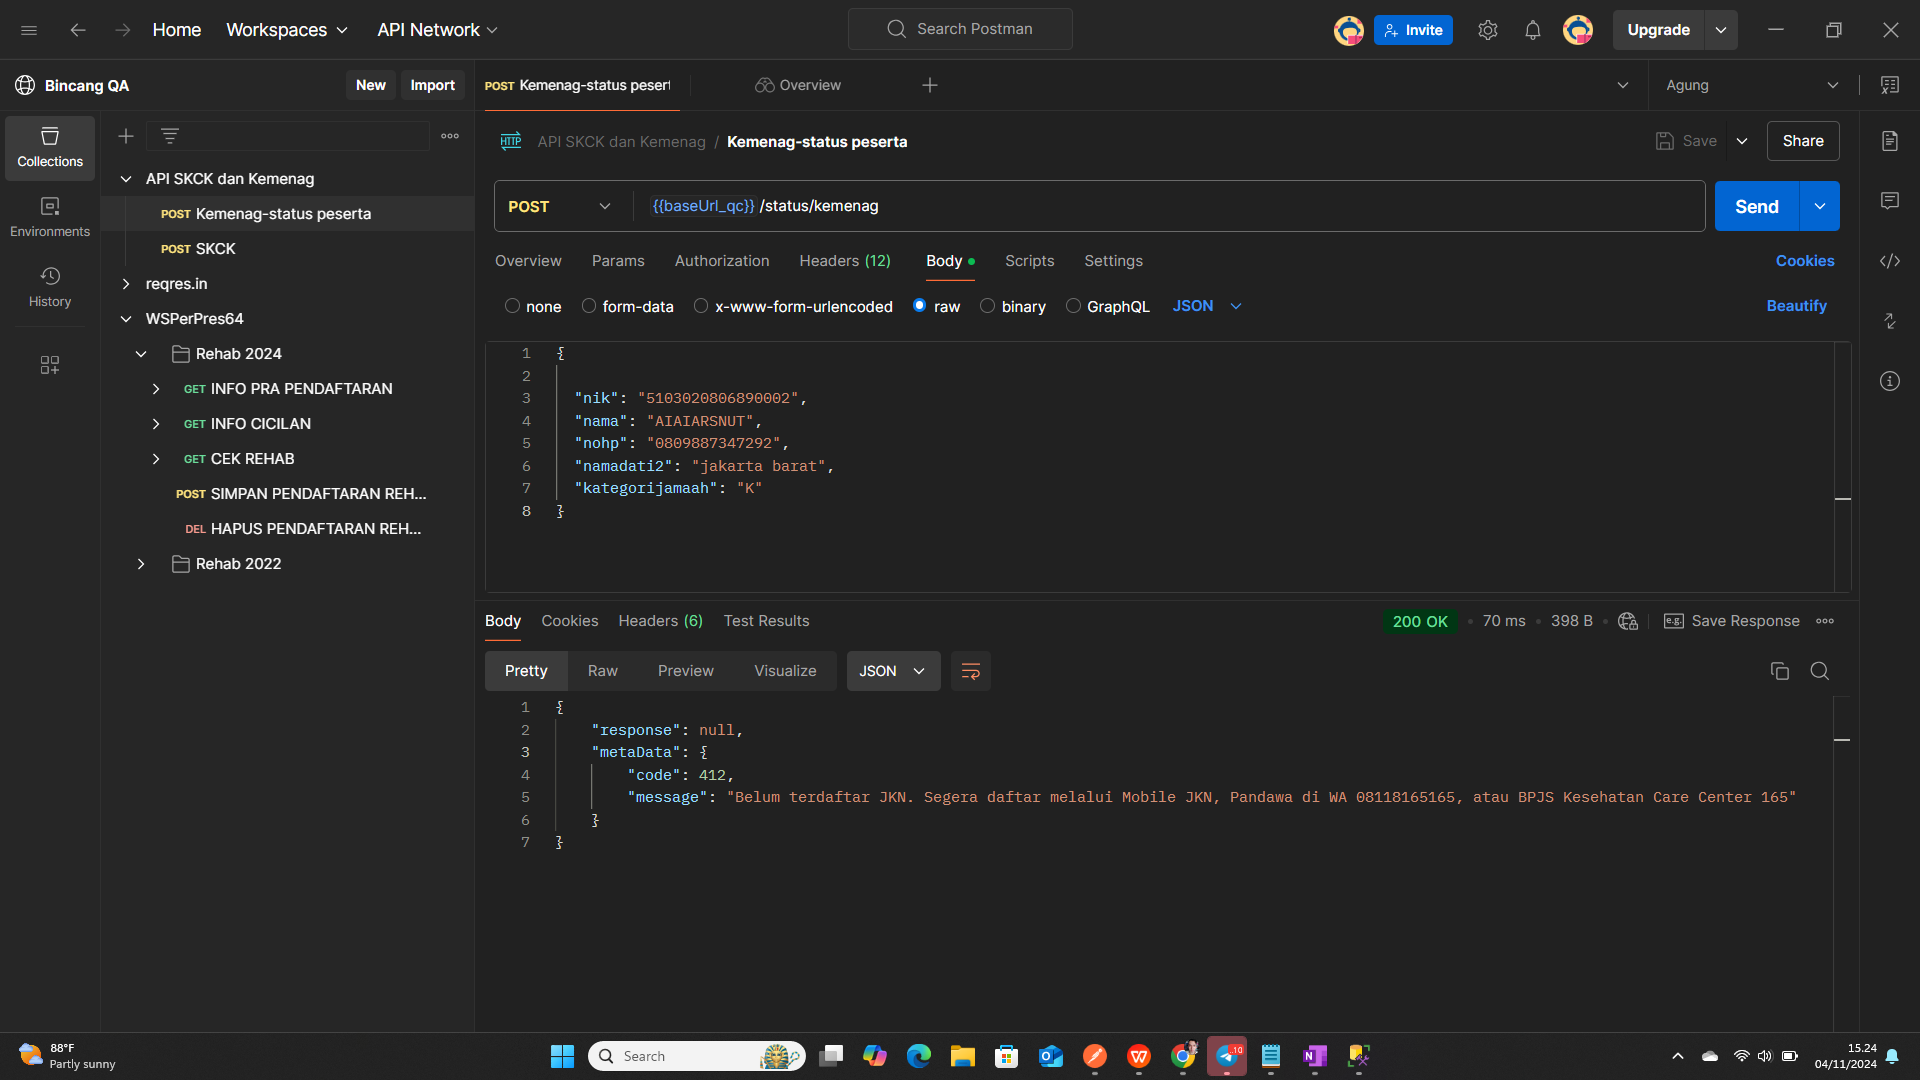 Home
Workspaces
API Network
Search Postman
Invite
Upgrade
Bincang QA
New
Import
POST Kemenag-status pesert
Overview
Agung
Collections
Environments
History
API SKCK dan Kemenag
POST Kemenag-status peserta
POST SKCK
reqres.in
WSPerPres64
Rehab 2024
GET INFO PRA PENDAFTARAN
GET INFO CICILAN
GET CEK REHAB
POST SIMPAN PENDAFTARAN REH...
DEL HAPUS PENDAFTARAN REH...
Rehab 2022
HTTP API SKCK dan Kemenag / Kemenag-status peserta
Save
Share
POST
{{baseUrl_qc}} /status/kemenag
Send
Overview Params Authorization Headers (12) Body Scripts Settings
Cookies
none form-data x-www-form-urlencoded raw binary GraphQL JSON
Beautify
1 {
2
3 "nik": "5103020806890002",
4 "nama": "AIAIARSNUT",
5 "nohp": "0809887347292",
6 "namadati2": "jakarta barat",
7 "kategorijamaah": "K"
8 }
Body Cookies Headers (6) Test Results
200 OK • 70 ms • 398 B •
e.g. Save Response
Pretty Raw Preview Visualize JSON
1 {
2 "response": null,
3 "metaData": {
4 "code": 412,
5 "message": "Belum terdaftar JKN. Segera daftar melalui Mobile JKN, Pandawa di WA 08118165165, atau BPJS Kesehatan Care Center 165"
6 }
7 }
88°F
Partly sunny
Search
10
15.24
04/11/2024